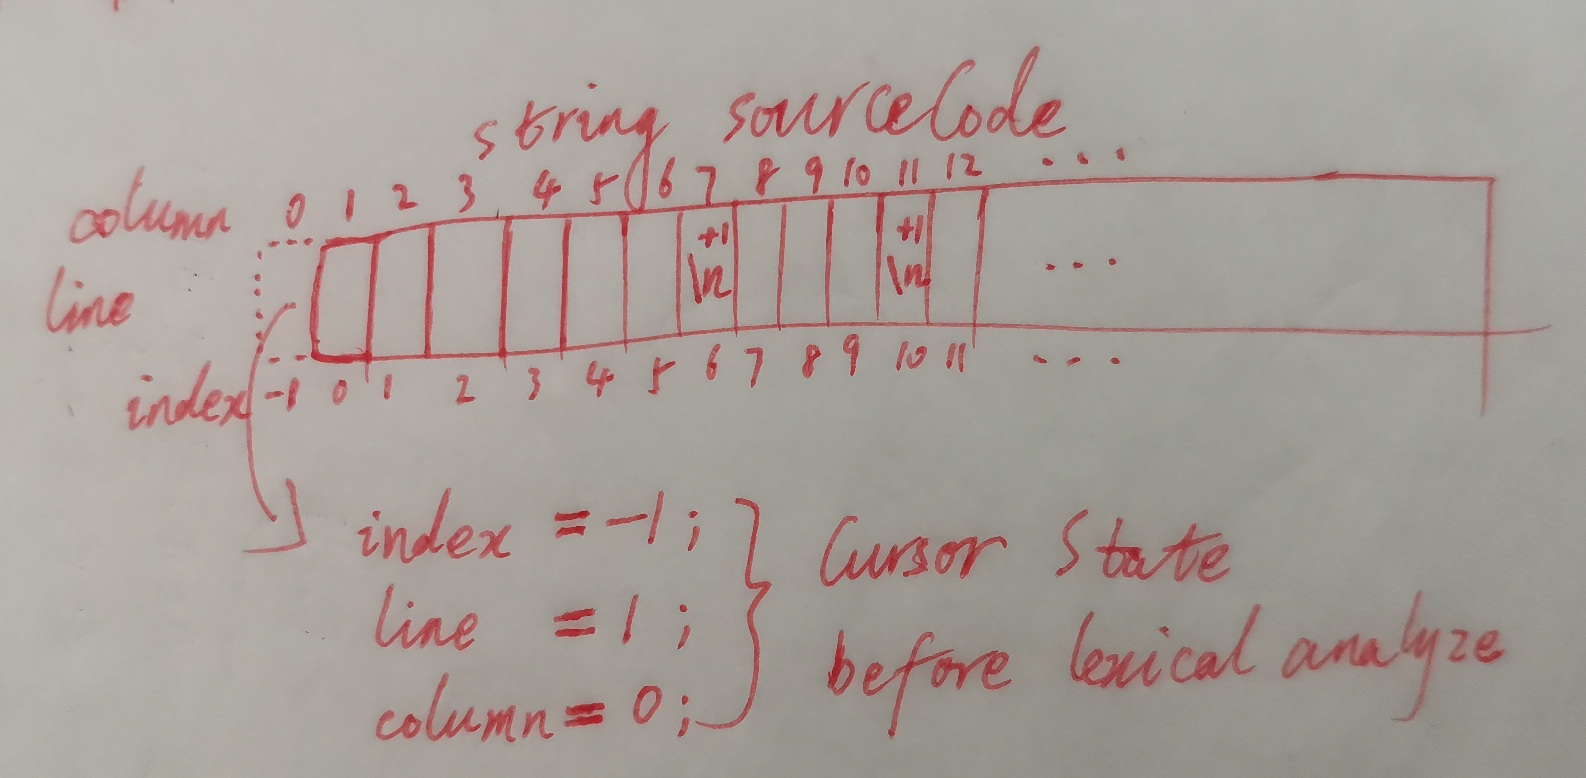 string sourceCode
column 0 1 2 3 4 5 6 7 8 9 10 11 12 ...
line +1 +1
\n \n ...
index -1 0 1 2 3 4 5 6 7 8 9 10 11 ...
index = -1; Cursor State
line = 1;
before lexical analyze
column = 0;